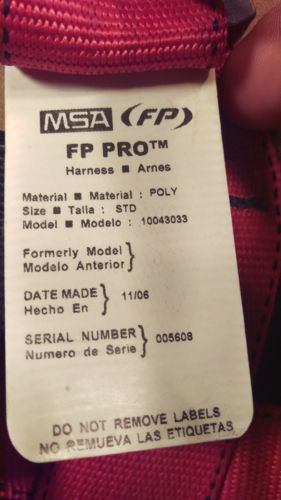 MSA (FP)
FP PRO™
Harness ■ Arnes
Material ■ Material : POLY
Size ■ Talla : STD
Model ■ Modelo : 10043033
Formerly Model }
Modelo Anterior
DATE MADE } 11/06
Hecho En
SERIAL NUMBER } 005608
Numero de Serie
DO NOT REMOVE LABELS
NO REMUEVA LAS ETIQUETAS